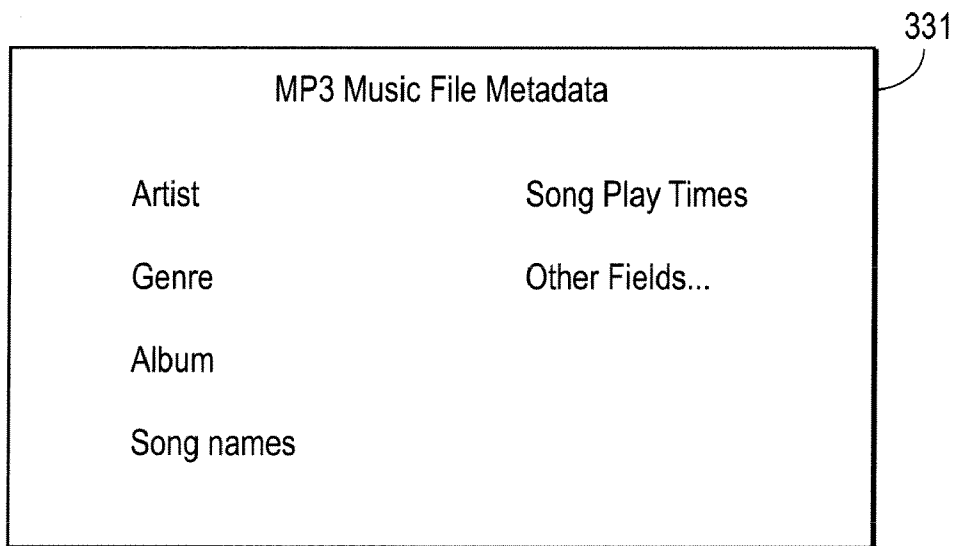 331
MP3 Music File Metadata
Artist
Genre
Album
Song names
Song Play Times
Other Fields...